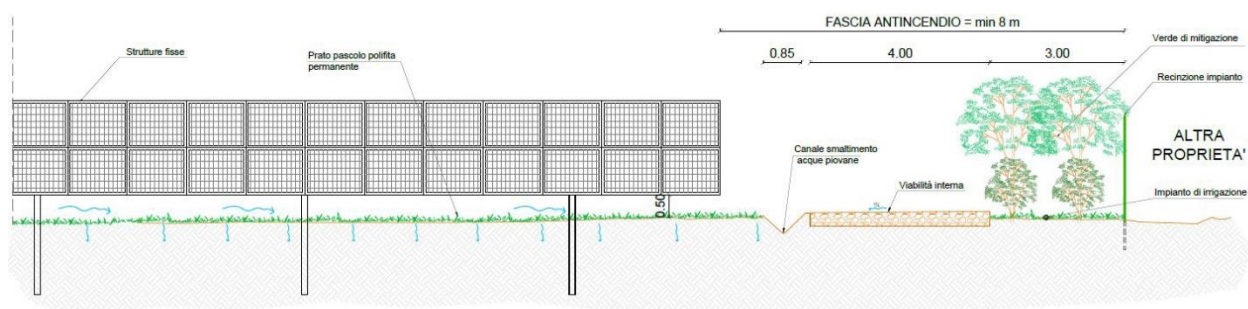 FASCIA ANTINCENDIO = min 8 m
Strutture fisse
Prato pascolo polifita
permanente
0.85
4.00
3.00
Verde di mitigazione
Recinzione impianto
ALTRA
PROPRIETA'
Canale smaltimento
acque piovane
Viabilità interna
Impianto di irrigazione
0.50